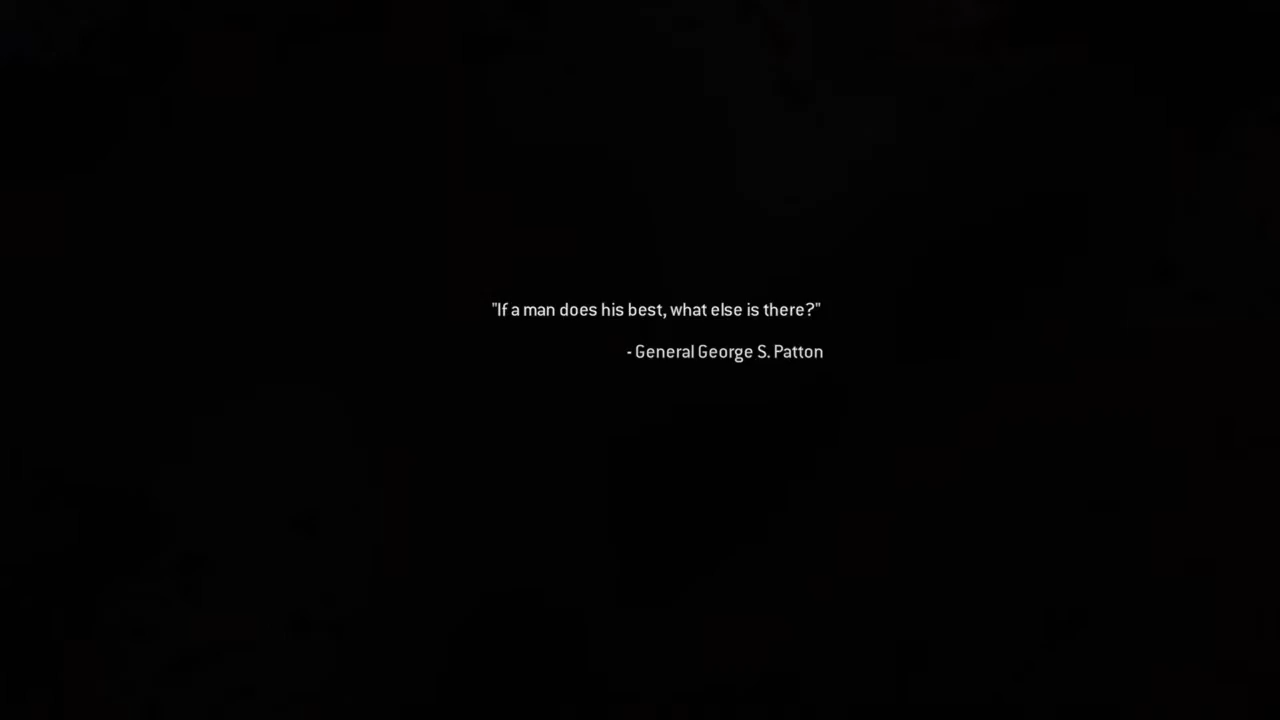 "If a man does his best, what else is there?"
- General George S. Patton